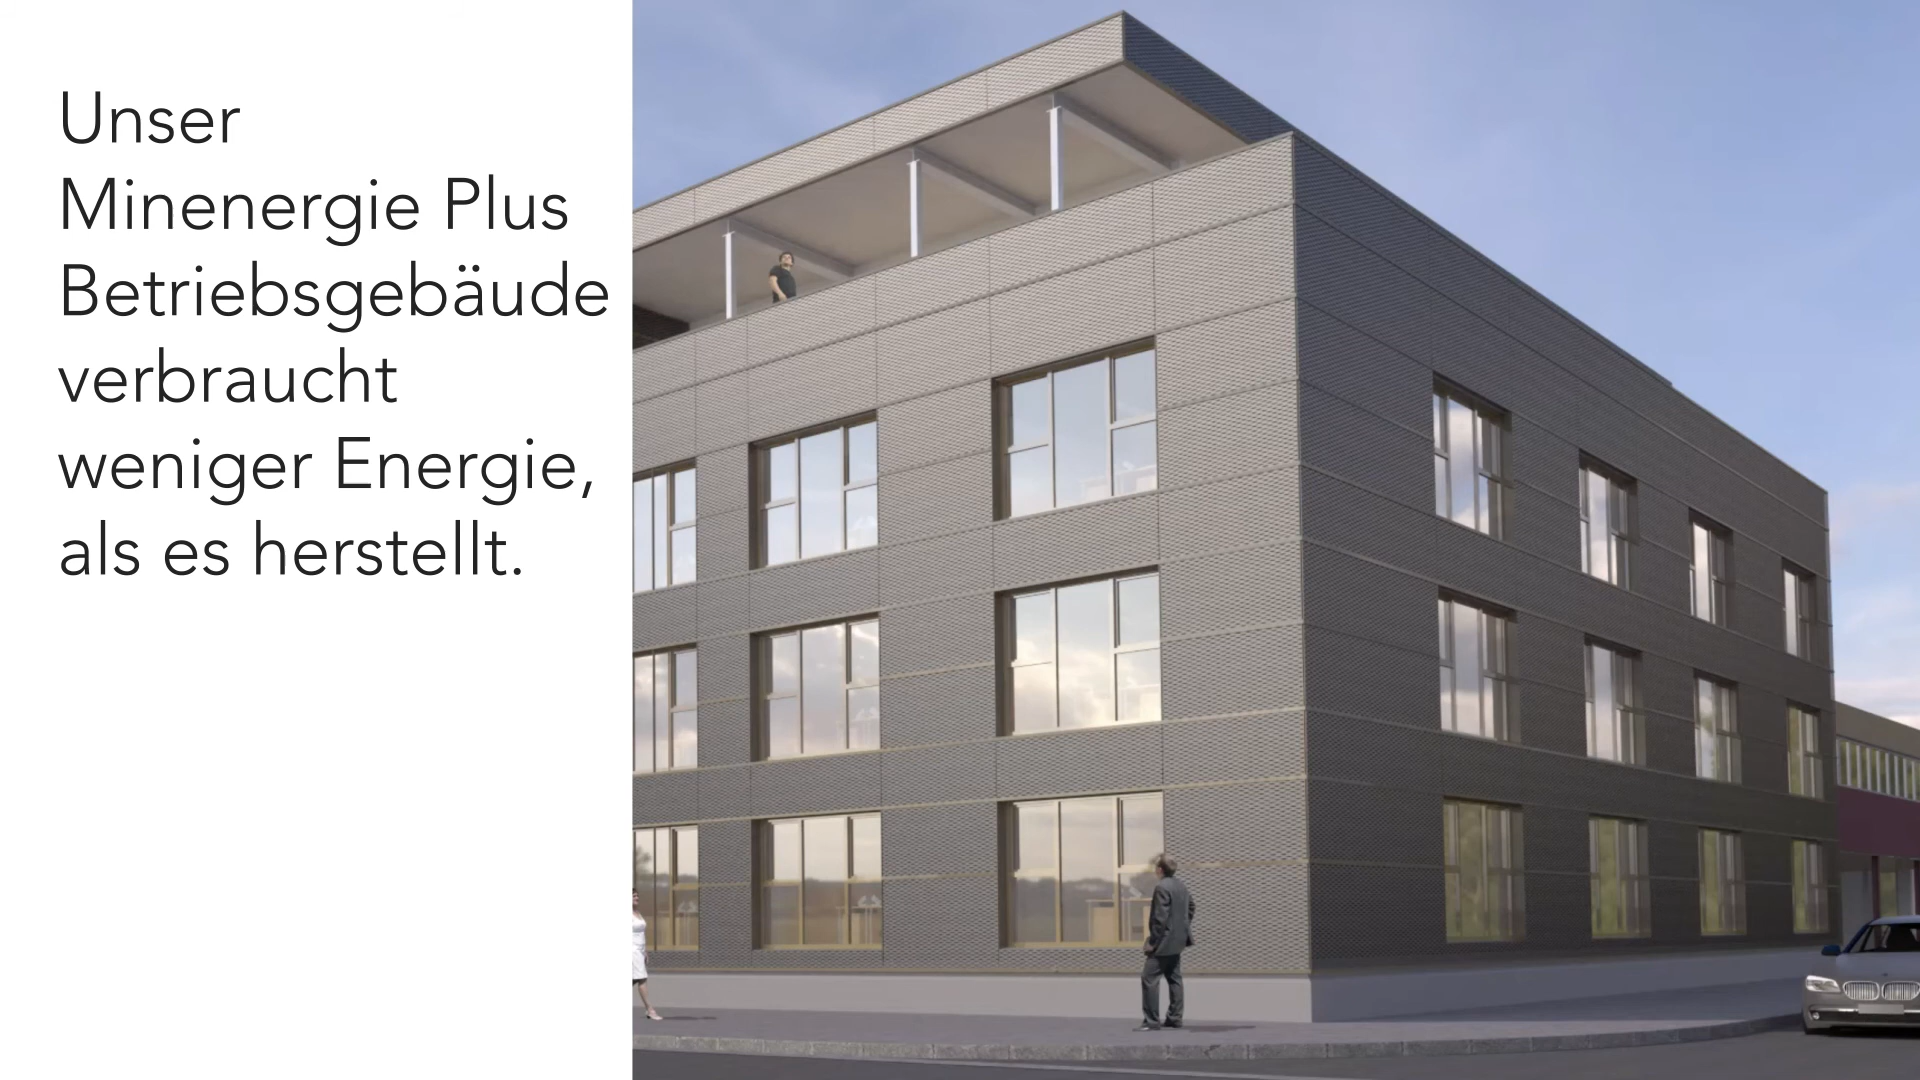 Unser
Minenergie Plus
Betriebsgebäude
verbraucht
weniger Energie,
als es herstellt.